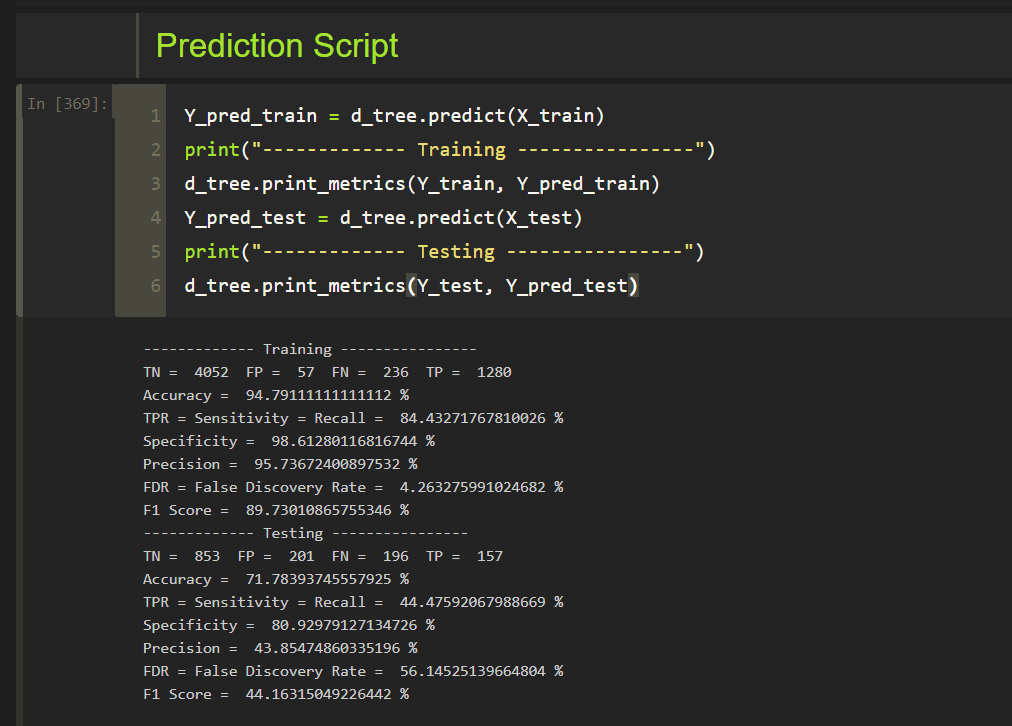 Prediction Script
In [369]:
1 Y_pred_train = d_tree.predict(X_train)
2 print("------------- Training ----------------")
3 d_tree.print_metrics(Y_train, Y_pred_train)
4 Y_pred_test = d_tree.predict(X_test)
5 print("------------- Testing ----------------")
6 d_tree.print_metrics(Y_test, Y_pred_test)
------------- Training ----------------
TN =  4052  FP =  57  FN =  236  TP =  1280
Accuracy =  94.79111111111112 %
TPR = Sensitivity = Recall =  84.43271767810026 %
Specificity =  98.61280116816744 %
Precision =  95.73672400897532 %
FDR = False Discovery Rate =  4.263275991024682 %
F1 Score =  89.73010865755346 %
------------- Testing ----------------
TN =  853  FP =  201  FN =  196  TP =  157
Accuracy =  71.78393745557925 %
TPR = Sensitivity = Recall =  44.47592067988669 %
Specificity =  80.92979127134726 %
Precision =  43.85474860335196 %
FDR = False Discovery Rate =  56.14525139664804 %
F1 Score =  44.16315049226442 %